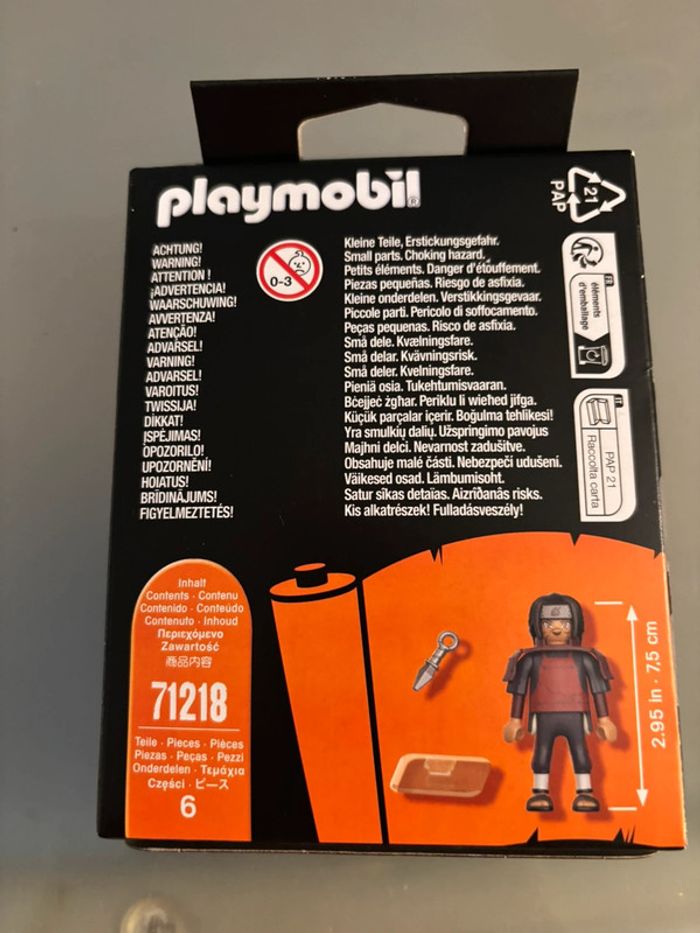 playmobil®
21
PAP
ACHTUNG!
WARNING!
ATTENTION !
¡ADVERTENCIA!
WAARSCHUWING!
AVVERTENZA!
ATENÇÃO!
ADVARSEL!
VARNING!
ADVARSEL!
VAROITUS!
TWISSIJA!
DİKKAT!
ĮSPĖJIMAS!
OPOZORILO!
UPOZORNĚNÍ!
HOIATUS!
BRĪDINĀJUMS!
FIGYELMEZTETÉS!
0-3
Kleine Teile, Erstickungsgefahr.
Small parts. Choking hazard.
Petits éléments. Danger d'étouffement.
Piezas pequeñas. Riesgo de asfixia.
Kleine onderdelen. Verstikkingsgevaar.
Piccole parti. Pericolo di soffocamento.
Peças pequenas. Risco de asfixia.
Små dele. Kvælningsfare.
Små delar. Kvävningsrisk.
Små deler. Kvelningsfare.
Pieniä osia. Tukehtumisvaaran.
Bċejjeċ żgħar. Periklu li wieħed jifga.
Küçük parçalar içerir. Boğulma tehlikesi!
Yra smulkių dalių. Užspringimo pavojus
Majhni delci. Nevarnost zadušitve.
Obsahuje malé části. Nebezpečí udušení.
Väikesed osad. Lämbumisoht.
Satur sīkas detaļas. Aizrīšanās risks.
Kis alkatrészek! Fulladásveszély!
FR
éléments
d'emballage
IT
PAP 21
Raccolta carta
Inhalt
Contents · Contenu
Contenido · Conteúdo
Contenuto · Inhoud
Περιεχόμενο
Zawartość
商品内容
71218
Teile · Pieces · Pièces
Piezas · Peças · Pezzi
Onderdelen · Τεμάχια
Części · ピース
6
2.95 in · 7,5 cm